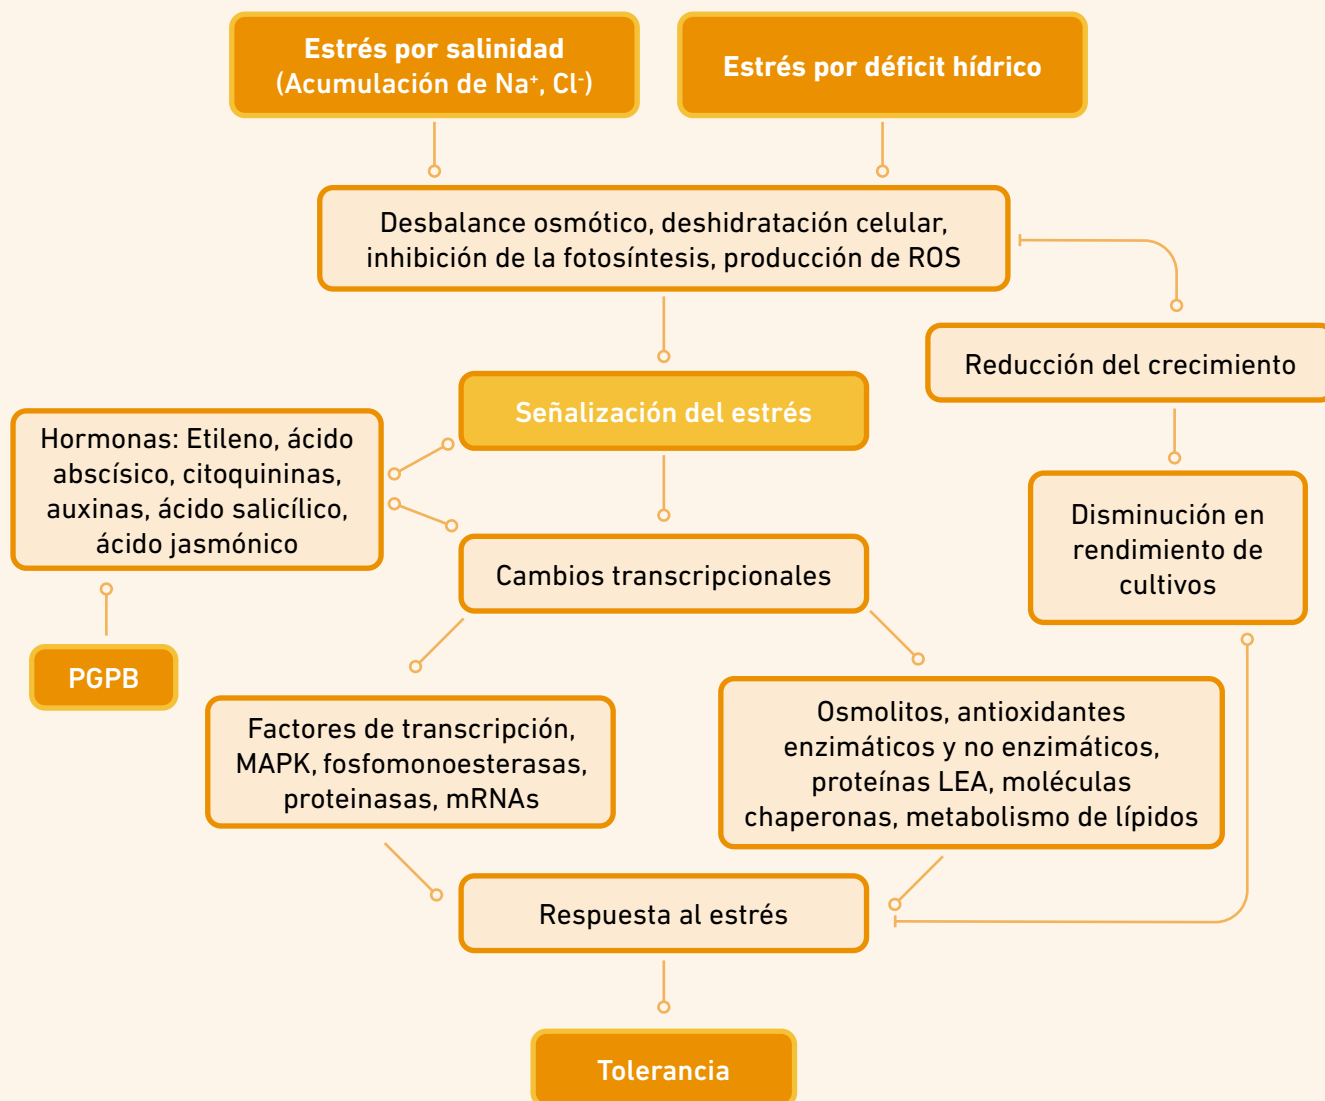 Estrés por salinidad
(Acumulación de Na⁺, Cl⁻)
Estrés por déficit hídrico
Desbalance osmótico, deshidratación celular,
inhibición de la fotosíntesis, producción de ROS
Reducción del crecimiento
Señalización del estrés
Hormonas: Etileno, ácido
abscísico, citoquininas,
auxinas, ácido salicílico,
ácido jasmónico
Disminución en
rendimiento de
cultivos
Cambios transcripcionales
PGPB
Factores de transcripción,
MAPK, fosfomonoesterasas,
proteinasas, mRNAs
Osmolitos, antioxidantes
enzimáticos y no enzimáticos,
proteínas LEA, moléculas
chaperonas, metabolismo de lípidos
Respuesta al estrés
Tolerancia